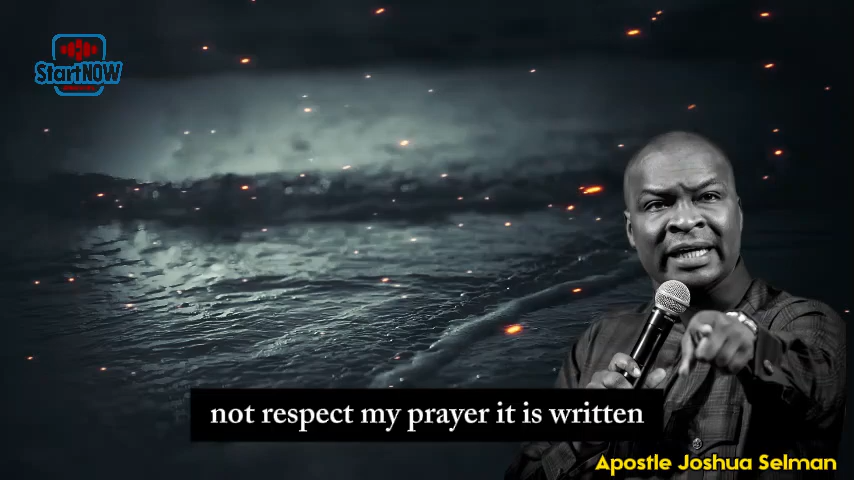 StartNOW
not respect my prayer it is written
Apostle Joshua Selman